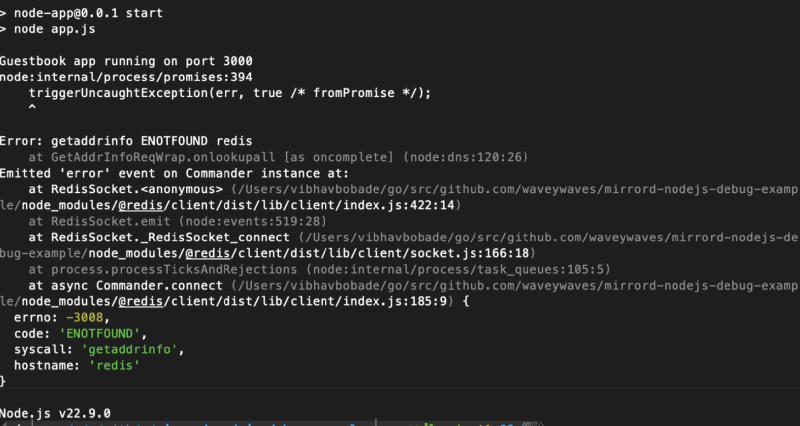 > node-app@0.0.1 start
> node app.js
Guestbook app running on port 3000
node:internal/process/promises:394
    triggerUncaughtException(err, true /* fromPromise */);
    ^
Error: getaddrinfo ENOTFOUND redis
    at GetAddrInfoReqWrap.onlookupall [as oncomplete] (node:dns:120:26)
Emitted 'error' event on Commander instance at:
    at RedisSocket.<anonymous> (/Users/vibhavbobade/go/src/github.com/waveywaves/mirrord-nodejs-debug-examp
le/node_modules/@redis/client/dist/lib/client/index.js:422:14)
    at RedisSocket.emit (node:events:519:28)
    at RedisSocket._RedisSocket_connect (/Users/vibhavbobade/go/src/github.com/waveywaves/mirrord-nodejs-de
bug-example/node_modules/@redis/client/dist/lib/client/socket.js:166:18)
    at process.processTicksAndRejections (node:internal/process/task_queues:105:5)
    at async Commander.connect (/Users/vibhavbobade/go/src/github.com/waveywaves/mirrord-nodejs-debug-examp
le/node_modules/@redis/client/dist/lib/client/index.js:185:9) {
  errno: -3008,
  code: 'ENOTFOUND',
  syscall: 'getaddrinfo',
  hostname: 'redis'
}
Node.js v22.9.0